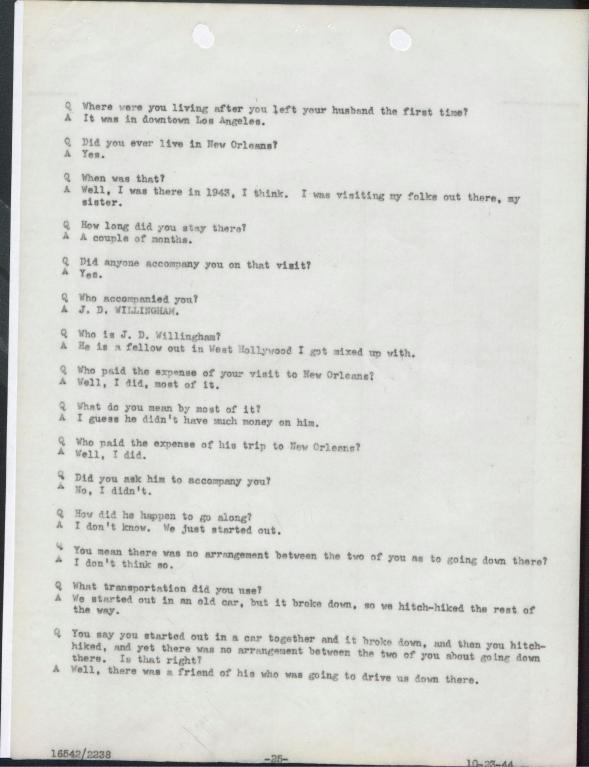 Q Where were you living after you left your husband the first time?
A It was in downtown Los Angeles.
Q Did you ever live in New Orleans?
A Yes.
Q When was that?
A Well, I was there in 1943, I think. I was visiting my folks out there, my
sister.
Q How long did you stay there?
A A couple of months.
Q Did anyone accompany you on that visit?
A Yes.
Q Who accompanied you?
A J. D. WILLINGHAM.
Q Who is J. D. Willingham?
A He is a fellow out in West Hollywood I got mixed up with.
Q Who paid the expense of your visit to New Orleans?
A Well, I did, most of it.
Q What do you mean by most of it?
A I guess he didn't have much money on him.
Q Who paid the expense of his trip to New Orleans?
A Well, I did.
Q Did you ask him to accompany you?
A No, I didn't.
Q How did he happen to go along?
A I don't know. We just started out.
Q You mean there was no arrangement between the two of you as to going down there?
A I don't think so.
Q What transportation did you use?
A We started out in an old car, but it broke down, so we hitch-hiked the rest of
the way.
Q You say you started out in a car together and it broke down, and then you hitch-
hiked, and yet there was no arrangement between the two of you about going down
there. Is that right?
A Well, there was a friend of his who was going to drive us down there.
16542/2238 -25- 10-23-44